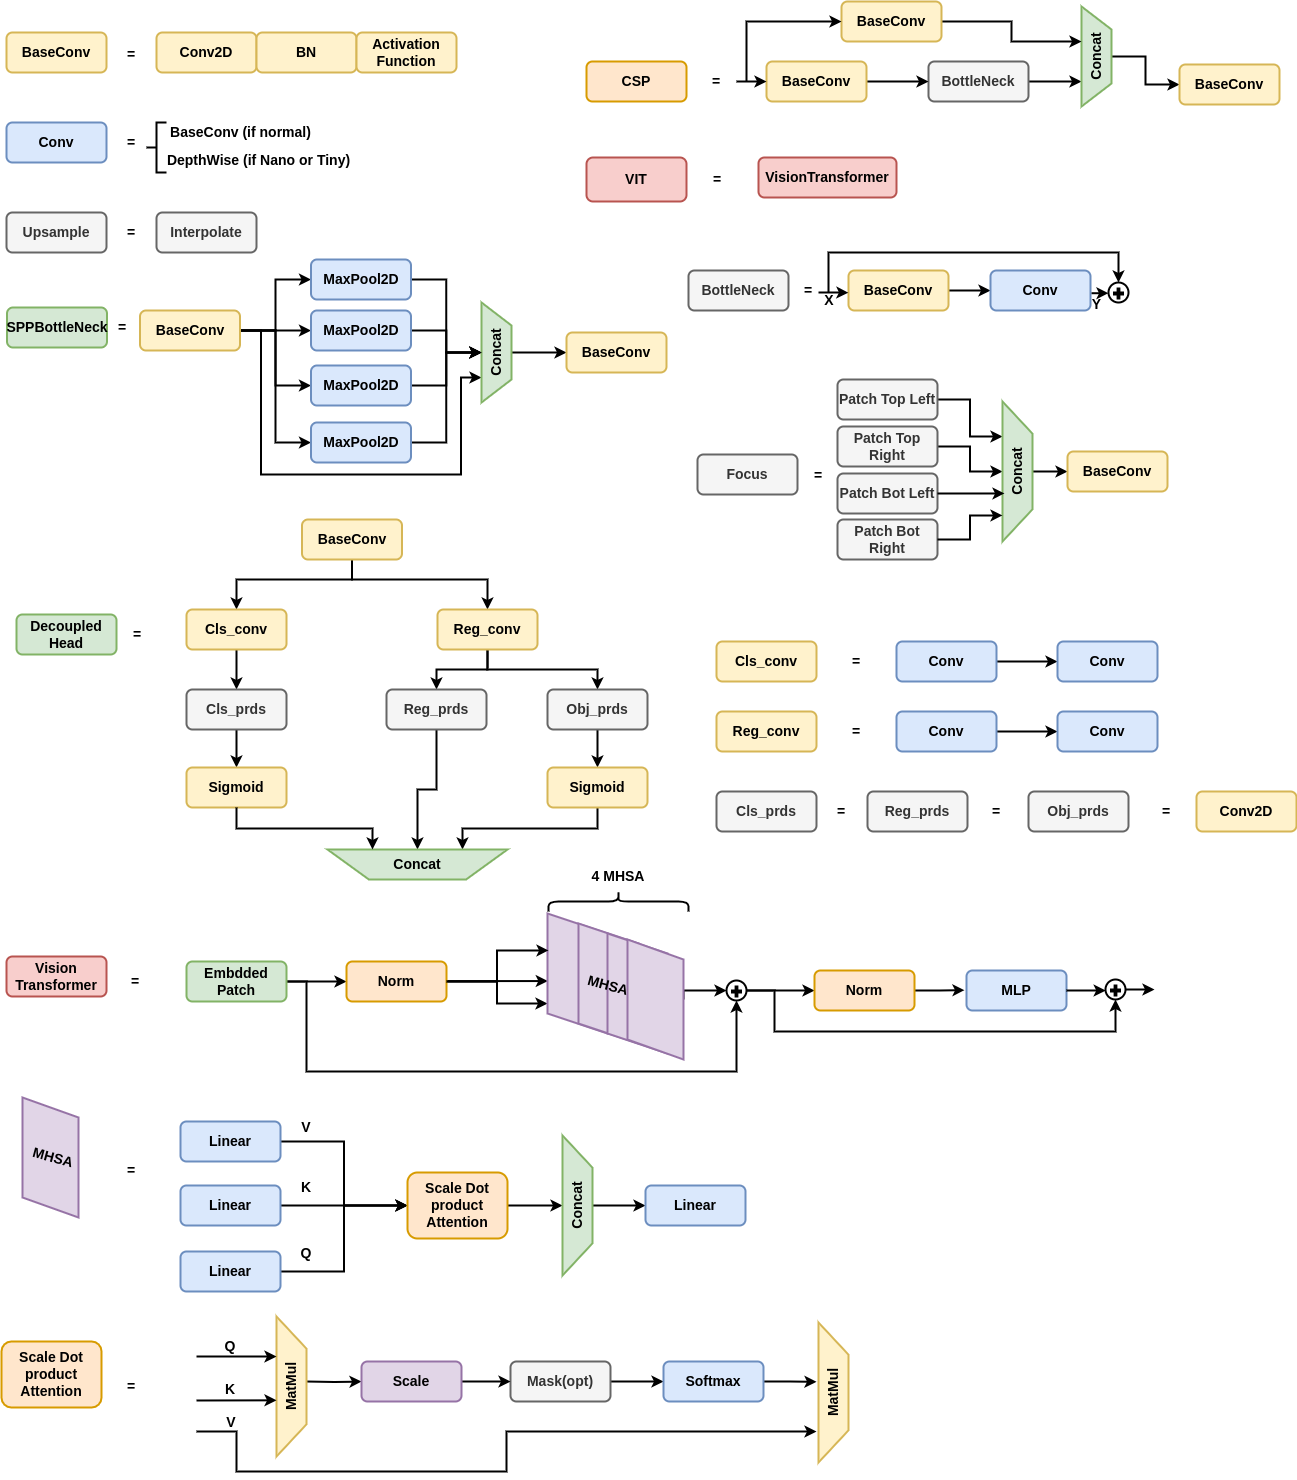 BaseConv
=
Conv2D
BN
Activation
Function
BaseConv
Concat
CSP
=
BaseConv
BottleNeck
BaseConv
Conv
=
BaseConv (if normal)
DepthWise (if Nano or Tiny)
VIT
=
VisionTransformer
Upsample
=
Interpolate
MaxPool2D
SPPBottleNeck
=
BaseConv
MaxPool2D
MaxPool2D
MaxPool2D
Concat
BaseConv
BottleNeck
=
X
BaseConv
Conv
Y
Focus
=
Patch Top Left
Patch Top
Right
Patch Bot Left
Patch Bot
Right
Concat
BaseConv
BaseConv
Decoupled
Head
=
Cls_conv
Reg_conv
Cls_prds
Reg_prds
Obj_prds
Sigmoid
Sigmoid
Concat
Cls_conv
=
Conv
Conv
Reg_conv
=
Conv
Conv
Cls_prds
=
Reg_prds
=
Obj_prds
=
Conv2D
4 MHSA
Vision
Transformer
=
Embdded
Patch
Norm
MHSA
Norm
MLP
MHSA
=
Linear
V
Linear
K
Linear
Q
Scale Dot
product
Attention
Concat
Linear
Scale Dot
product
Attention
=
Q
K
V
MatMul
Scale
Mask(opt)
Softmax
MatMul